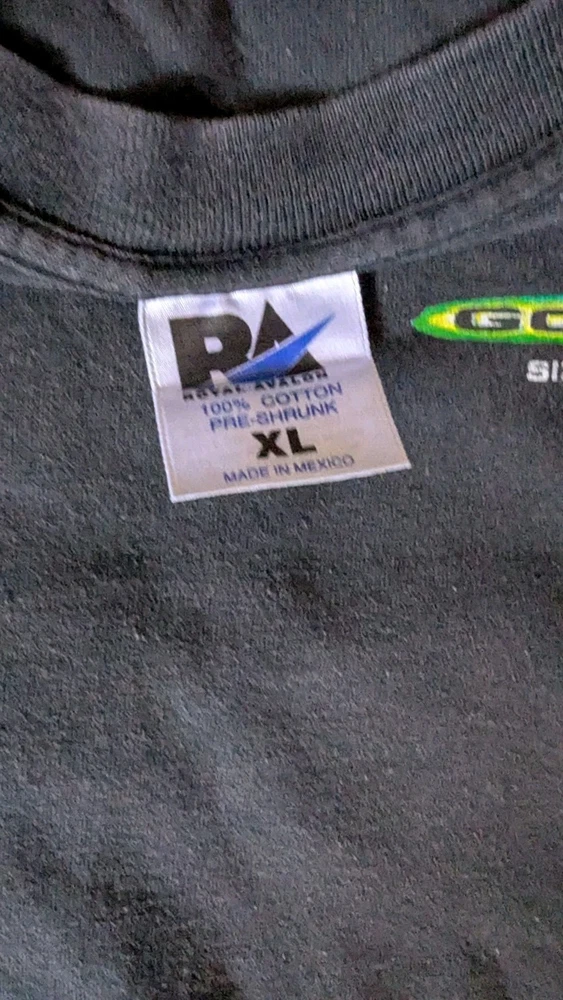 RA
ROYAL AVALON
100% COTTON
PRE-SHRUNK
XL
MADE IN MEXICO